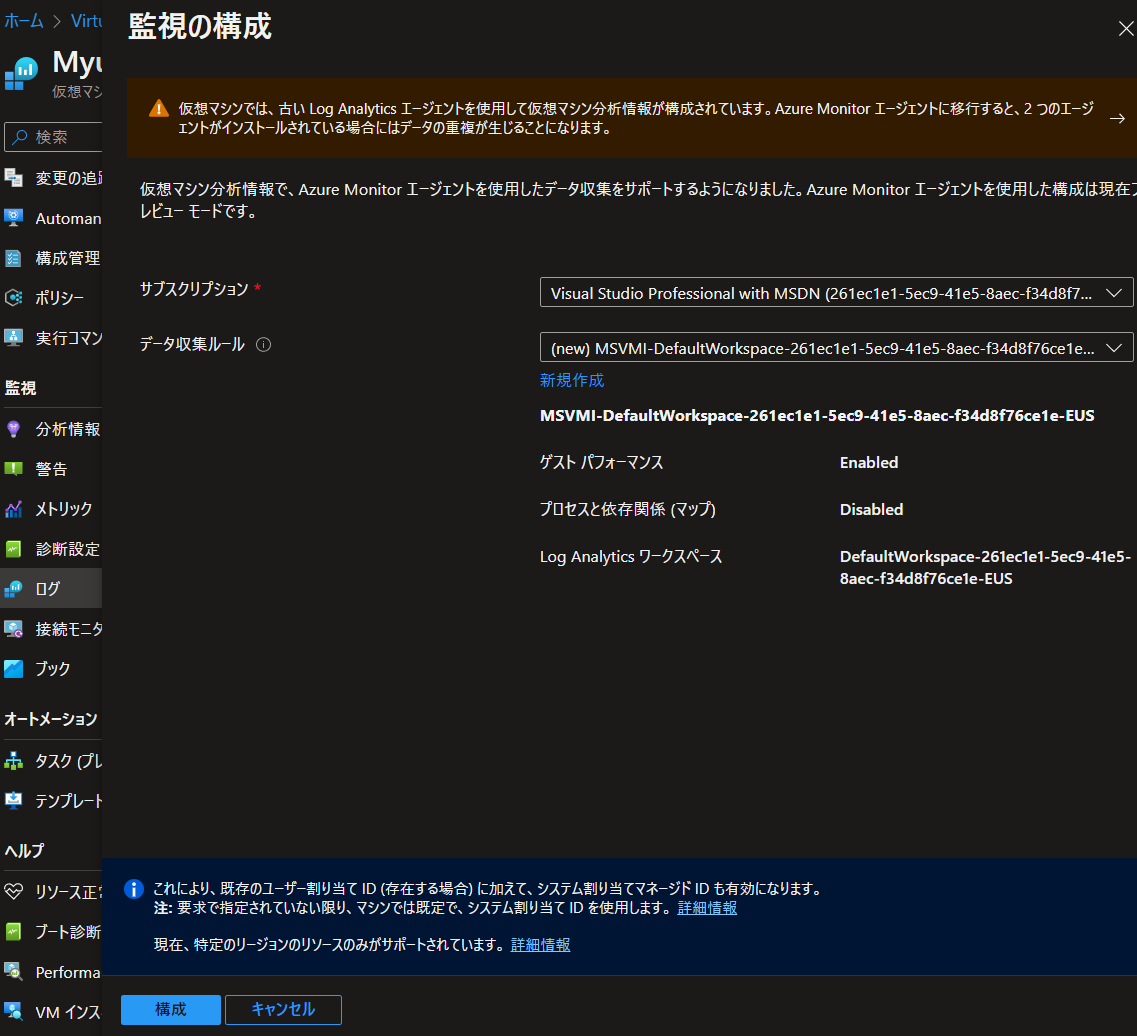 ホーム > Virtu
監視の構成
Myu
仮想マシ
検索
変更の追跡
Automan
構成管理
ポリシー
実行コマン
監視
分析情報
警告
メトリック
診断設定
ログ
接続モニタ
ブック
オートメーション
タスク (プレ
テンプレート
ヘルプ
リソース正常
ブート診断
Performa
VM インス
仮想マシンでは、古い Log Analytics エージェントを使用して仮想マシン分析情報が構成されています。Azure Monitor エージェントに移行すると、2 つのエージ
ェントがインストールされている場合にはデータの重複が生じることになります。
仮想マシン分析情報で、Azure Monitor エージェントを使用したデータ収集をサポートするようになりました。Azure Monitor エージェントを使用した構成は現在プ
レビュー モードです。
サブスクリプション *
Visual Studio Professional with MSDN (261ec1e1-5ec9-41e5-8aec-f34d8f7...
データ収集ルール
(new) MSVMI-DefaultWorkspace-261ec1e1-5ec9-41e5-8aec-f34d8f76ce1e...
新規作成
MSVMI-DefaultWorkspace-261ec1e1-5ec9-41e5-8aec-f34d8f76ce1e-EUS
ゲスト パフォーマンス Enabled
プロセスと依存関係 (マップ) Disabled
Log Analytics ワークスペース DefaultWorkspace-261ec1e1-5ec9-41e5-
8aec-f34d8f76ce1e-EUS
これにより、既存のユーザー割り当て ID (存在する場合) に加えて、システム割り当てマネージド ID も有効になります。
注: 要求で指定されていない限り、マシンでは既定で、システム割り当て ID を使用します。 詳細情報
現在、特定のリージョンのリソースのみがサポートされています。 詳細情報
構成
キャンセル